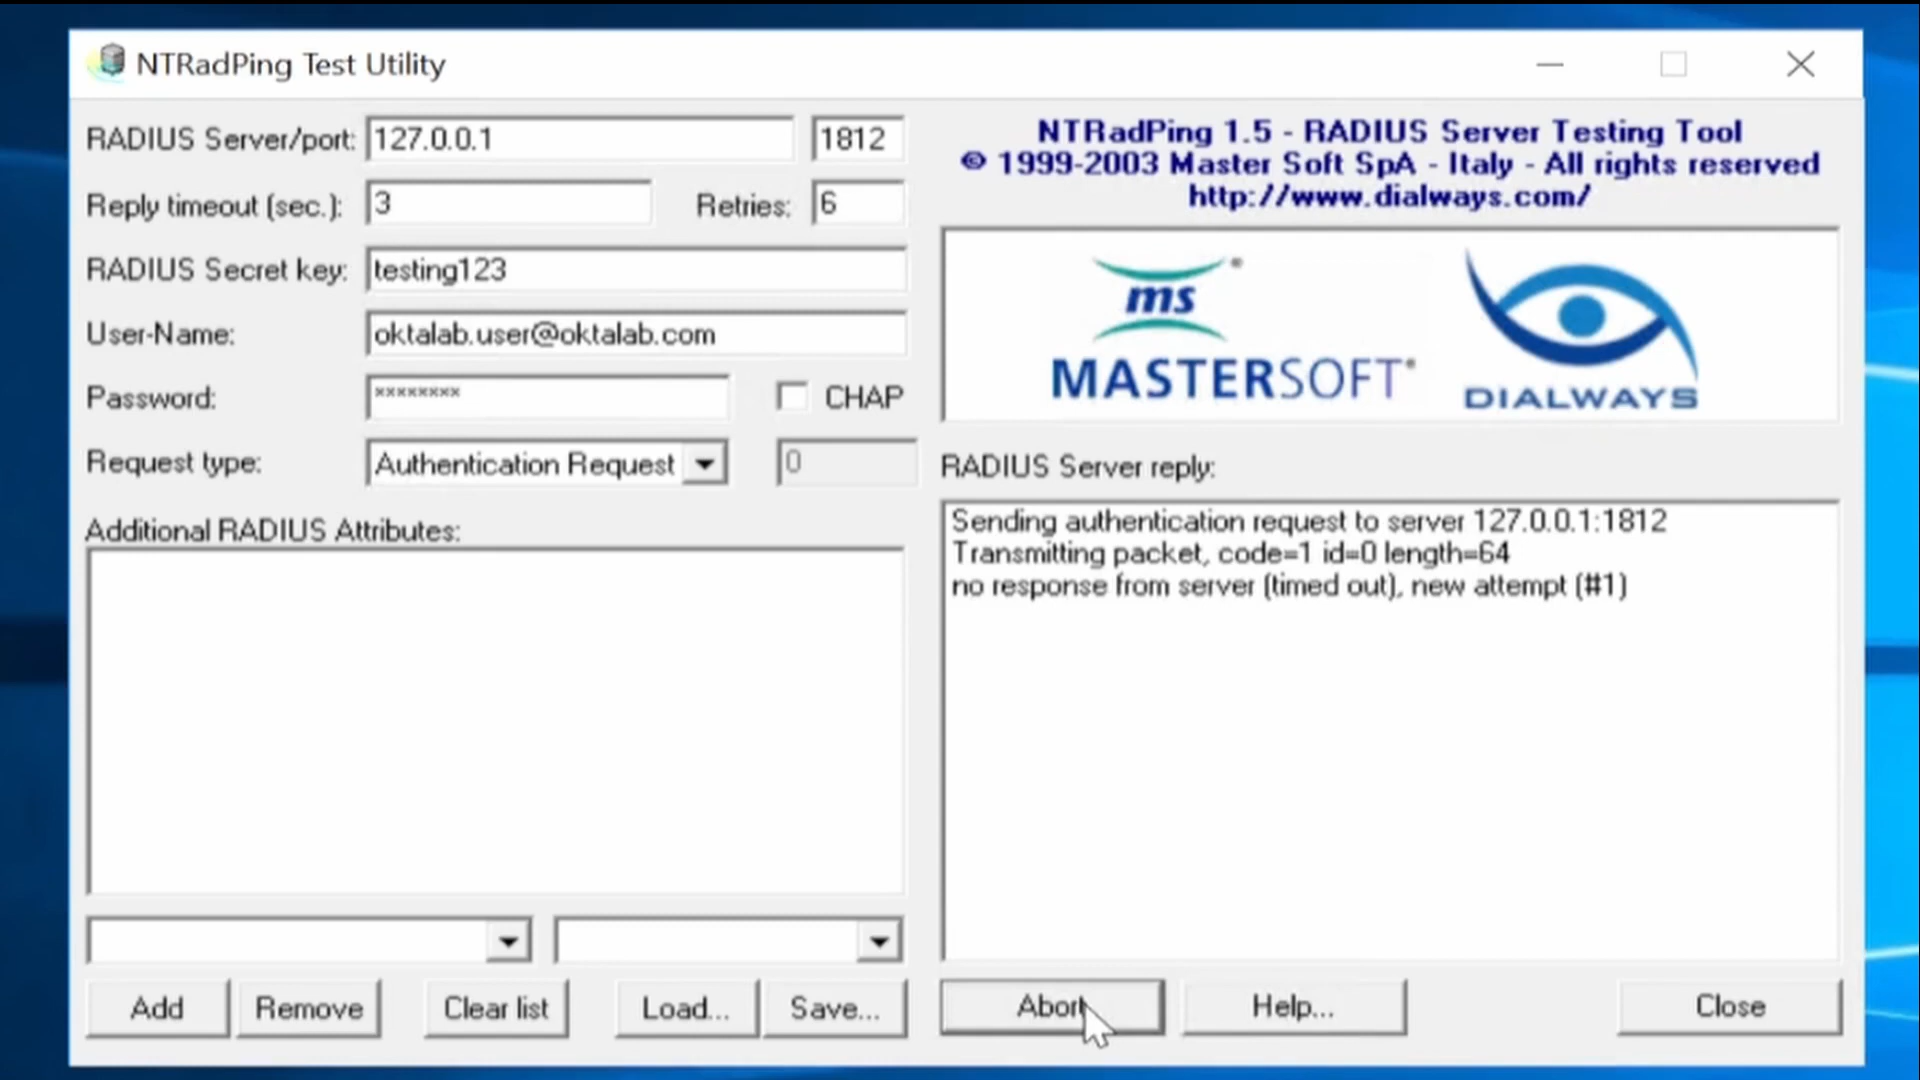 NTRadPing Test Utility
RADIUS Server/port: 127.0.0.1 1812
Reply timeout (sec.): 3 Retries: 6
RADIUS Secret key: testing123
User-Name: oktalab.user@oktalab.com
Password: xxxxxxxx CHAP
Request type: Authentication Request 0
Additional RADIUS Attributes:
Add Remove Clear list Load... Save...
NTRadPing 1.5 - RADIUS Server Testing Tool
© 1999-2003 Master Soft SpA - Italy - All rights reserved
http://www.dialways.com/
ms ®
MASTERSOFT®
DIALWAYS
RADIUS Server reply:
Sending authentication request to server 127.0.0.1:1812
Transmitting packet, code=1 id=0 length=64
no response from server (timed out), new attempt (#1)
Abort Help... Close